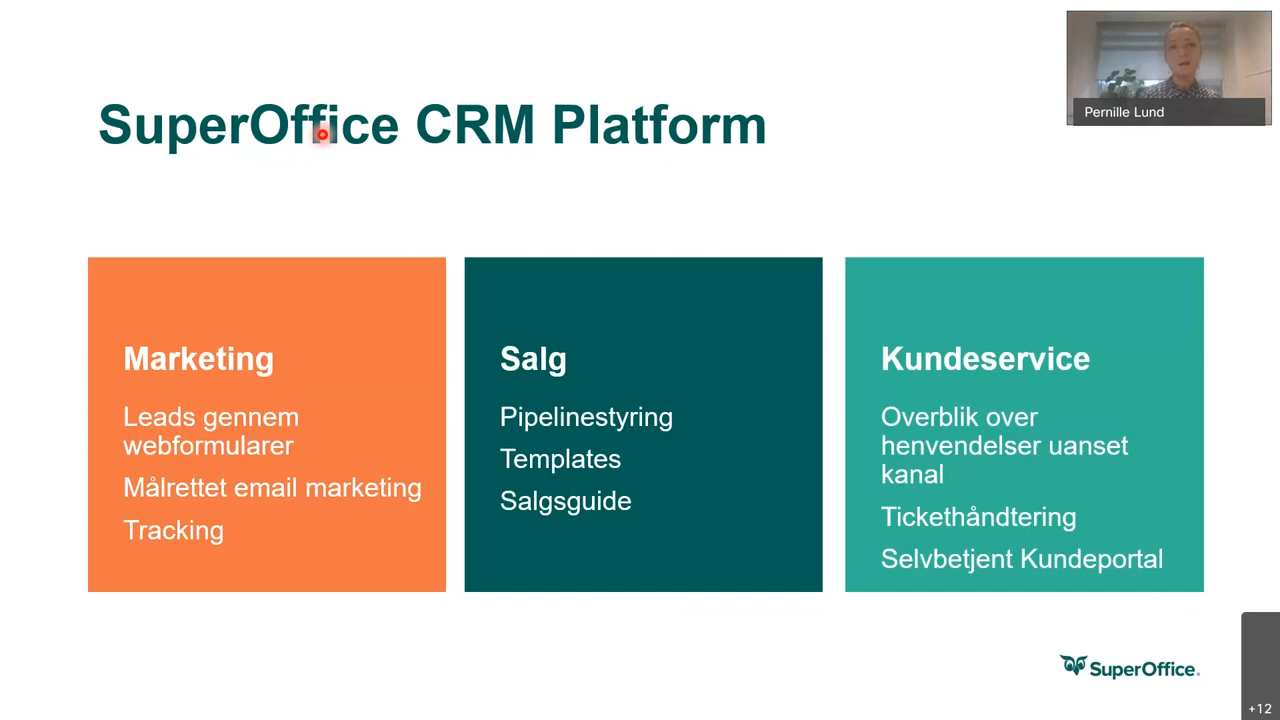 SuperOffice CRM Platform
Pernille Lund
Marketing
Leads gennem
webformularer
Målrettet email marketing
Tracking
Salg
Pipelinestyring
Templates
Salgsguide
Kundeservice
Overblik over
henvendelser uanset
kanal
Tickethåndtering
Selvbetjent Kundeportal
SuperOffice
+12